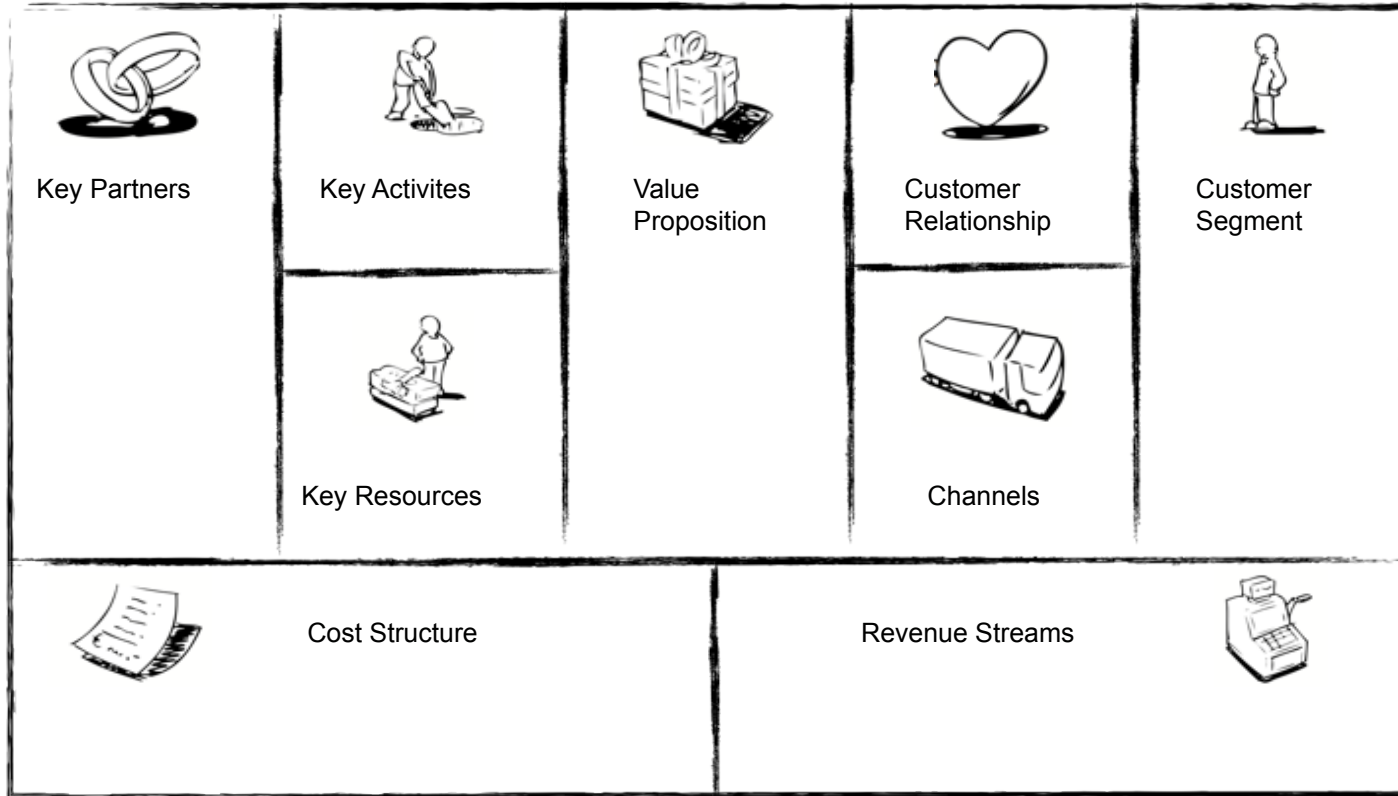 Key Partners
Key Activites
Value
Proposition
Customer
Relationship
Customer
Segment
Key Resources
Channels
Cost Structure
Revenue Streams